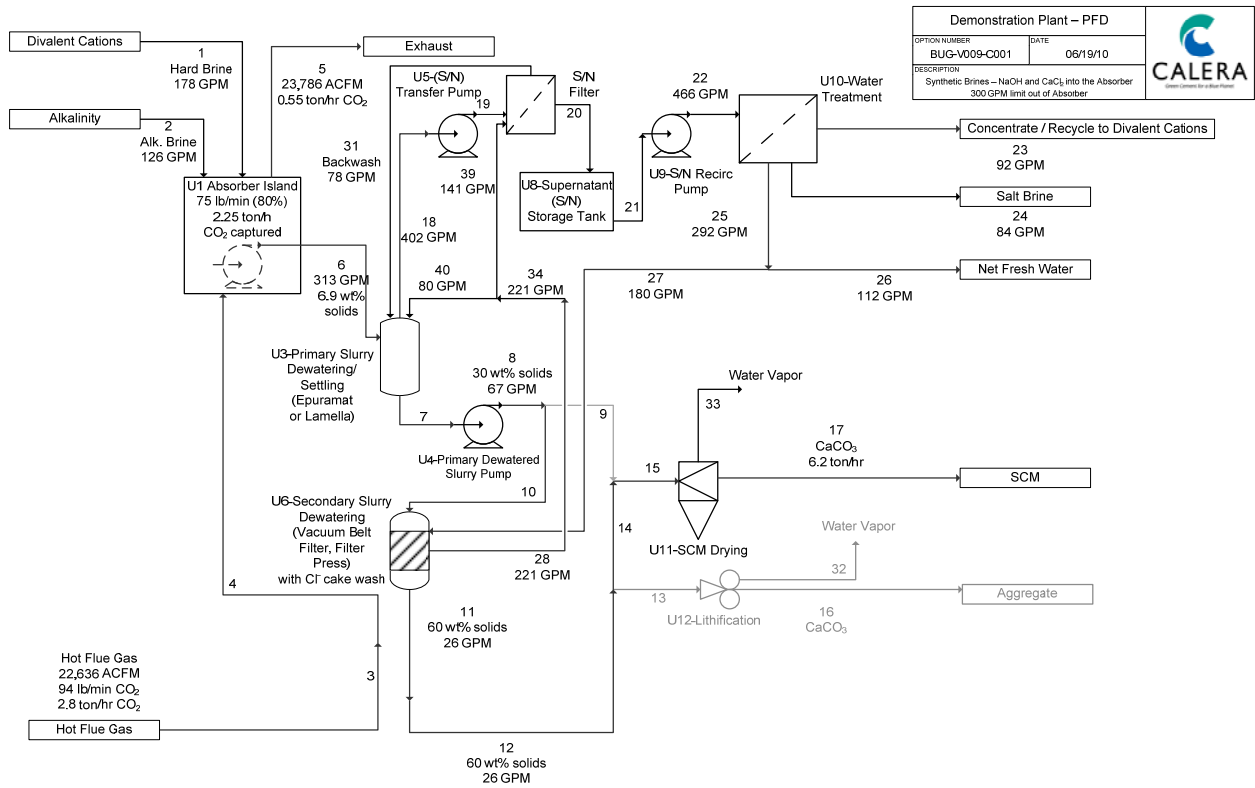 Demonstration Plant – PFD
OPTION NUMBER
BUG-V009-C001
DATE
06/19/10
DESCRIPTION
Synthetic Brines – NaOH and CaCl₂ into the Absorber
300 GPM limit out of Absorber
CALERA
Green Cement for a Blue Planet
Divalent Cations
1
Hard Brine
178 GPM
Alkalinity
2
Alk. Brine
126 GPM
5
23,786 ACFM
0.55 ton/hr CO₂
Exhaust
U1 Absorber Island
75 lb/min (80%)
2.25 ton/h
CO₂ captured
U5-(S/N)
Transfer Pump
19
S/N
Filter
20
31
Backwash
78 GPM
39
141 GPM
18
402 GPM
U8-Supernatant
(S/N)
Storage Tank
21
22
466 GPM
U9-S/N Recirc
Pump
U10-Water
Treatment
Concentrate / Recycle to Divalent Cations
23
92 GPM
Salt Brine
24
84 GPM
25
292 GPM
Net Fresh Water
26
112 GPM
27
180 GPM
6
313 GPM
6.9 wt%
solids
40
80 GPM
34
221 GPM
U3-Primary Slurry
Dewatering/
Settling
(Epuramat
or Lamella)
7
8
30 wt% solids
67 GPM
9
U4-Primary Dewatered
Slurry Pump
10
Water Vapor
33
15
17
CaCO₃
6.2 ton/hr
SCM
U11-SCM Drying
14
U6-Secondary Slurry
Dewatering
(Vacuum Belt
Filter, Filter
Press)
with Cl⁻ cake wash
28
221 GPM
Water Vapor
32
13
U12-Lithification
16
CaCO₃
Aggregate
4
11
60 wt% solids
26 GPM
3
Hot Flue Gas
22,636 ACFM
94 lb/min CO₂
2.8 ton/hr CO₂
Hot Flue Gas
12
60 wt% solids
26 GPM